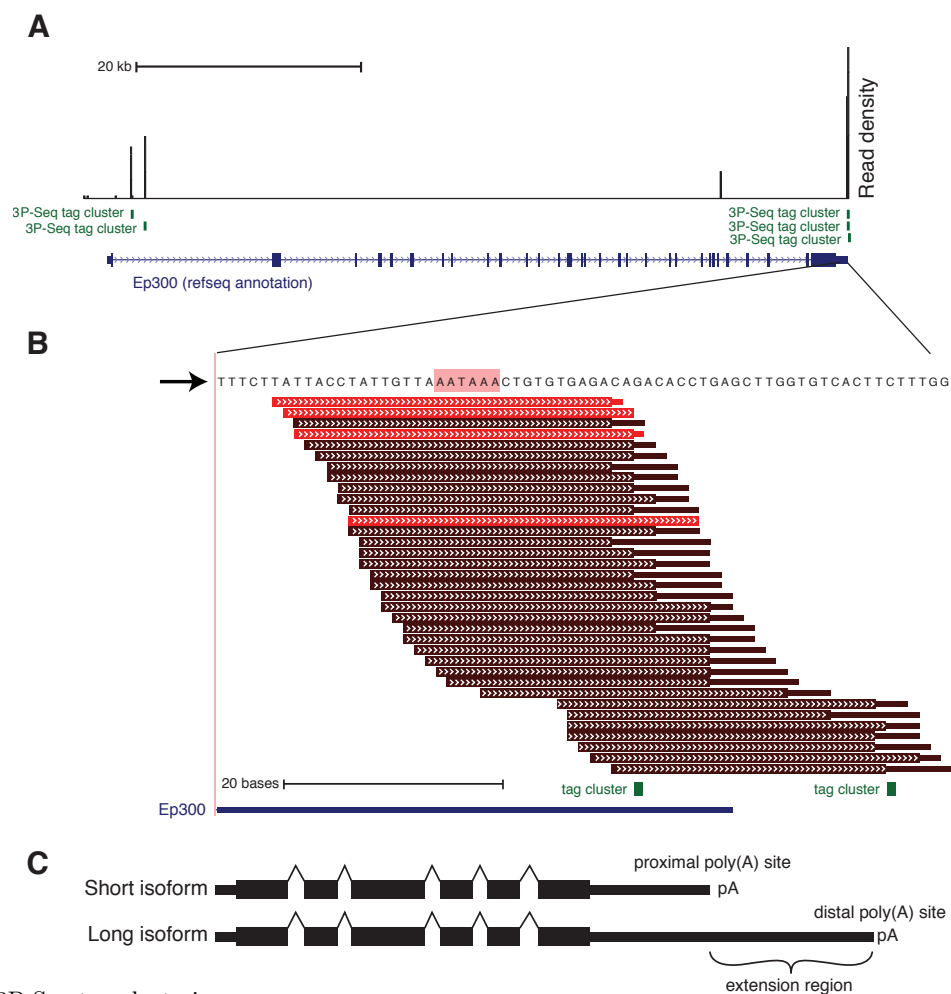 A
20 kb
Read density
3P-Seq tag cluster
3P-Seq tag cluster
3P-Seq tag cluster
3P-Seq tag cluster
3P-Seq tag cluster
Ep300 (refseq annotation)
B
TTTCTTATTACCTATTGTTAAATAAACTGTGTGAGACAGACACCTGAGCTTGGTGTCACTTCTTTGG
20 bases
tag cluster
tag cluster
Ep300
C
proximal poly(A) site
Short isoform
pA
distal poly(A) site
Long isoform
pA
extension region